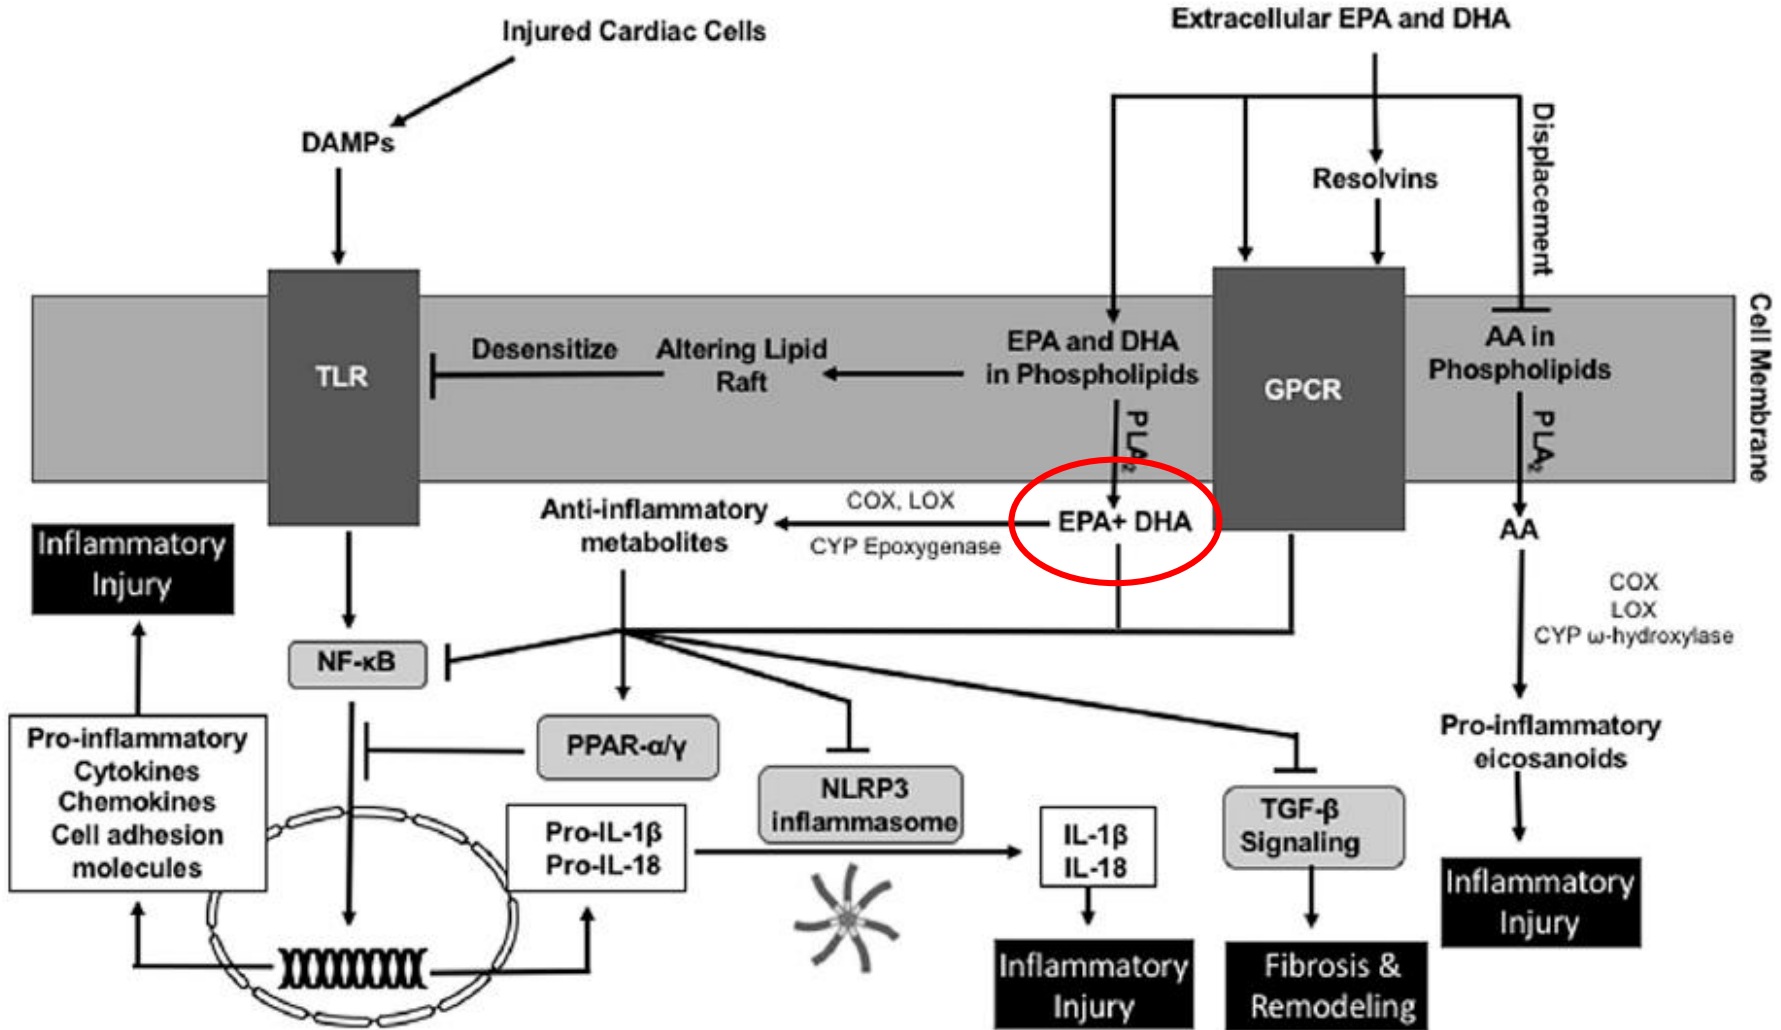 Injured Cardiac Cells
Extracellular EPA and DHA
DAMPs
Resolvins
Displacement
Cell Membrane
TLR
Desensitize
Altering Lipid
Raft
EPA and DHA
in Phospholipids
GPCR
AA in
Phospholipids
PLA₂
PLA₂
Anti-inflammatory
metabolites
COX, LOX
CYP Epoxygenase
EPA+ DHA
AA
Inflammatory
Injury
COX
LOX
CYP ω-hydroxylase
NF-κB
Pro-inflammatory
Cytokines
Chemokines
Cell adhesion
molecules
PPAR-α/γ
NLRP3
inflammasome
TGF-β
Signaling
Pro-inflammatory
eicosanoids
Pro-IL-1β
Pro-IL-18
IL-1β
IL-18
Inflammatory
Injury
Fibrosis &
Remodeling
Inflammatory
Injury